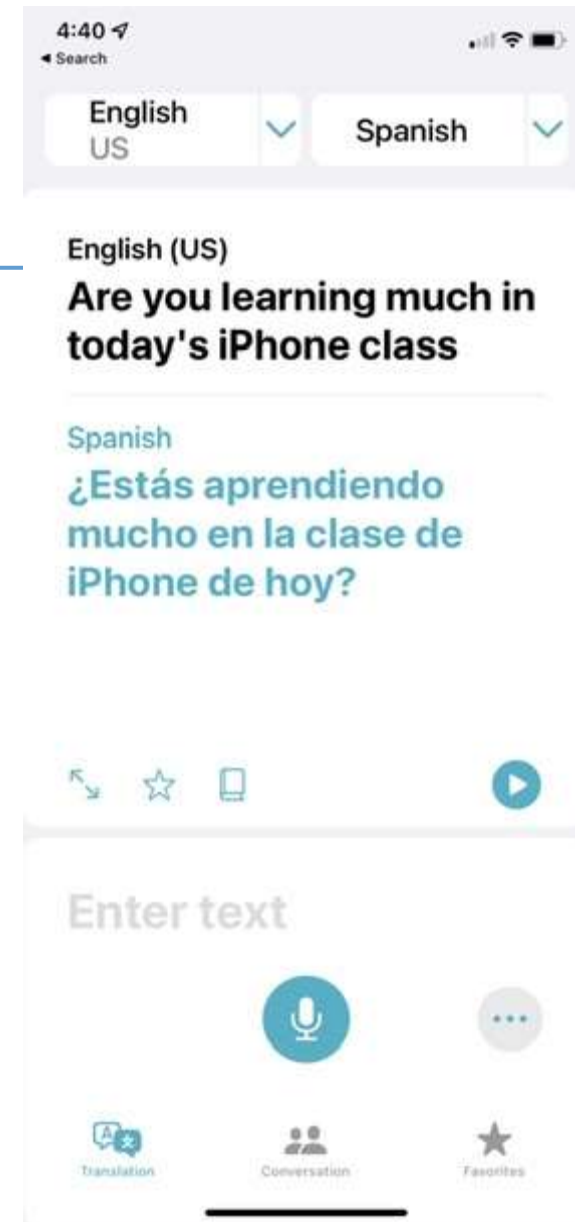 4:40
◀ Search
English
US
Spanish
English (US)
Are you learning much in
today's iPhone class
Spanish
¿Estás aprendiendo
mucho en la clase de
iPhone de hoy?
Enter text
Translation
Conversation
Favorites